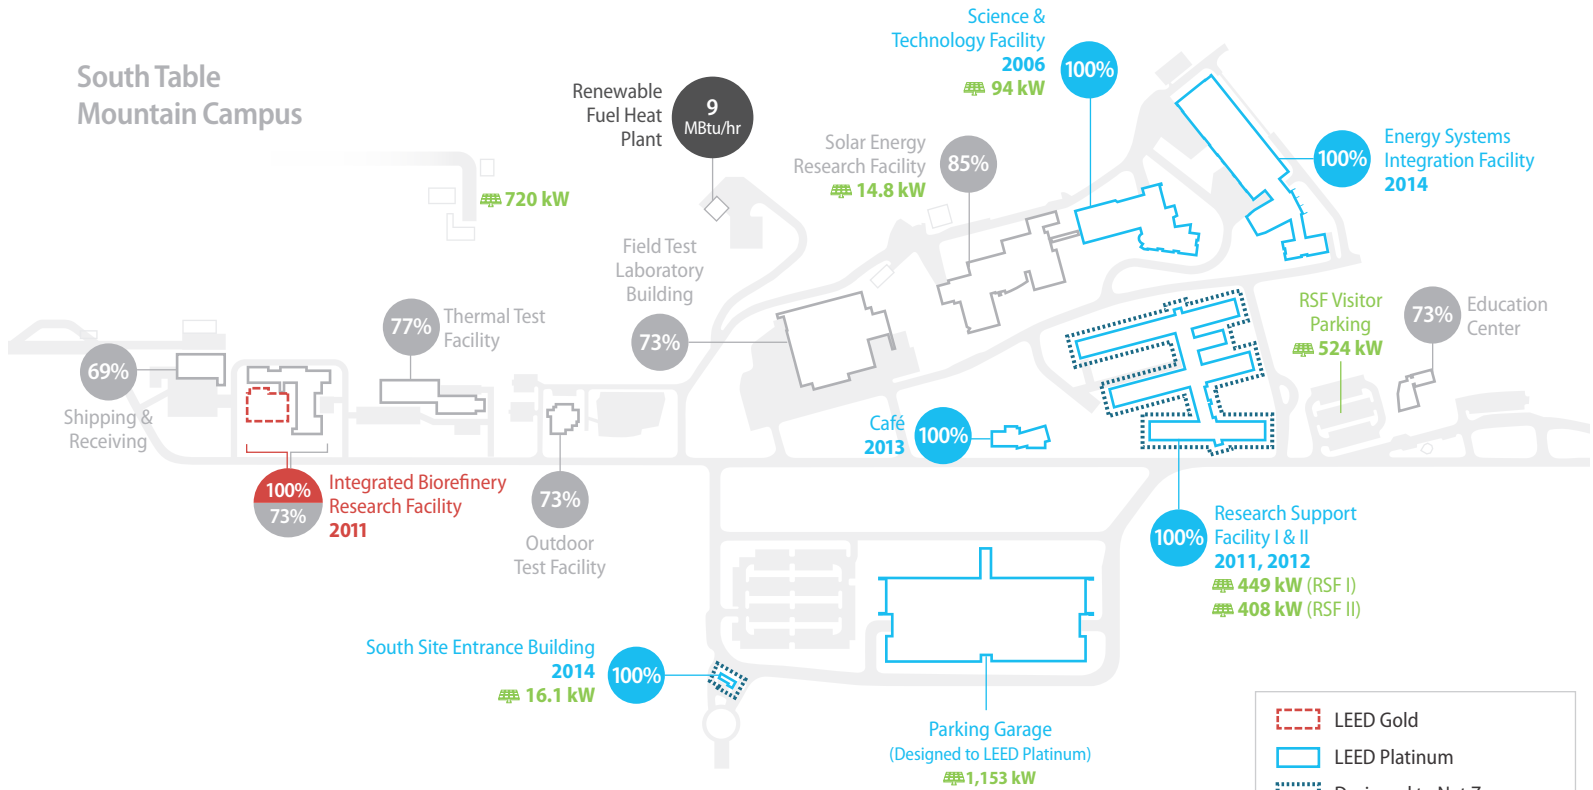 South Table
Mountain Campus
Renewable
Fuel Heat
Plant
9
MBtu/hr
Science &
Technology Facility
2006
94 kW
100%
Energy Systems
Integration Facility
2014
100%
Solar Energy
Research Facility
14.8 kW
85%
720 kW
Field Test
Laboratory
Building
73%
Thermal Test
Facility
77%
69%
Shipping &
Receiving
RSF Visitor
Parking
524 kW
73%
Education
Center
Café
2013
100%
100%
73%
Integrated Biorefinery
Research Facility
2011
73%
Outdoor
Test Facility
100%
Research Support
Facility I & II
2011, 2012
449 kW (RSF I)
408 kW (RSF II)
South Site Entrance Building
2014
16.1 kW
100%
Parking Garage
(Designed to LEED Platinum)
1,153 kW
LEED Gold
LEED Platinum